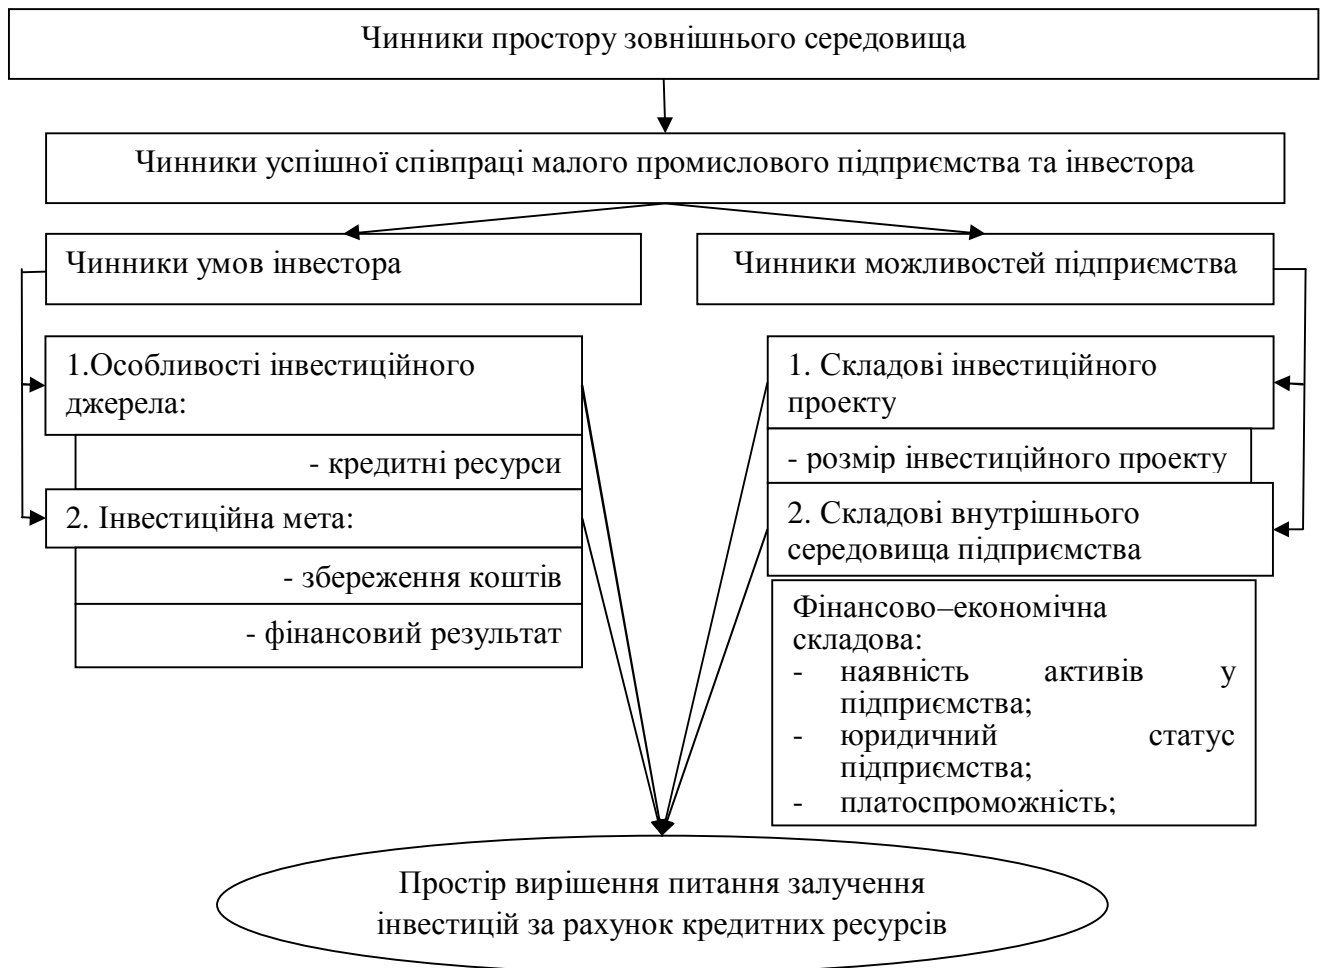 Чинники простору зовнішнього середовища
Чинники успішної співпраці малого промислового підприємства та інвестора
Чинники умов інвестора
Чинники можливостей підприємства
1.Особливості інвестиційного
джерела:
- кредитні ресурси
2. Інвестиційна мета:
- збереження коштів
- фінансовий результат
1. Складові інвестиційного
проекту
- розмір інвестиційного проекту
2. Складові внутрішнього
середовища підприємства
Фінансово–економічна
складова:
- наявність активів у
підприємства;
- юридичний статус
підприємства;
- платоспроможність;
Простір вирішення питання залучення
інвестицій за рахунок кредитних ресурсів